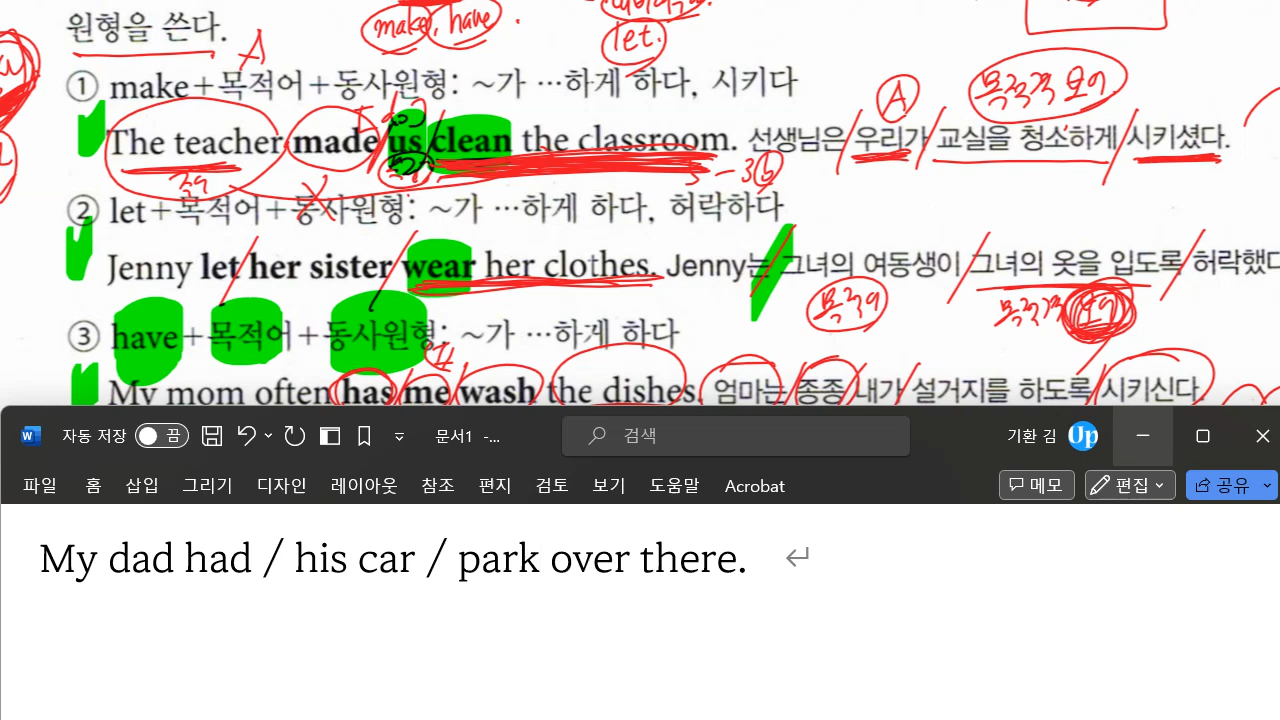 원형을 쓴다.
make, have
let.
A
① make+목적어+동사원형: ~가 …하게 하다, 시키다
목적격 보어
A
The teacher made us clean the classroom. 선생님은 우리가 교실을 청소하게 시키셨다.
② let+목적어+동사원형: ~가 …하게 하다, 허락하다
Jenny let her sister wear her clothes. Jenny는 그녀의 여동생이 그녀의 옷을 입도록 허락했다
목적어
목적격 보어
③ have+목적어+동사원형: ~가 …하게 하다
My mom often has me wash the dishes. 엄마는 종종 내가 설거지를 하도록 시키신다.
자동 저장 끔 문서1 -... 검색 기환 김 Up
파일 홈 삽입 그리기 디자인 레이아웃 참조 편지 검토 보기 도움말 Acrobat 메모 편집 공유
My dad had / his car / park over there.